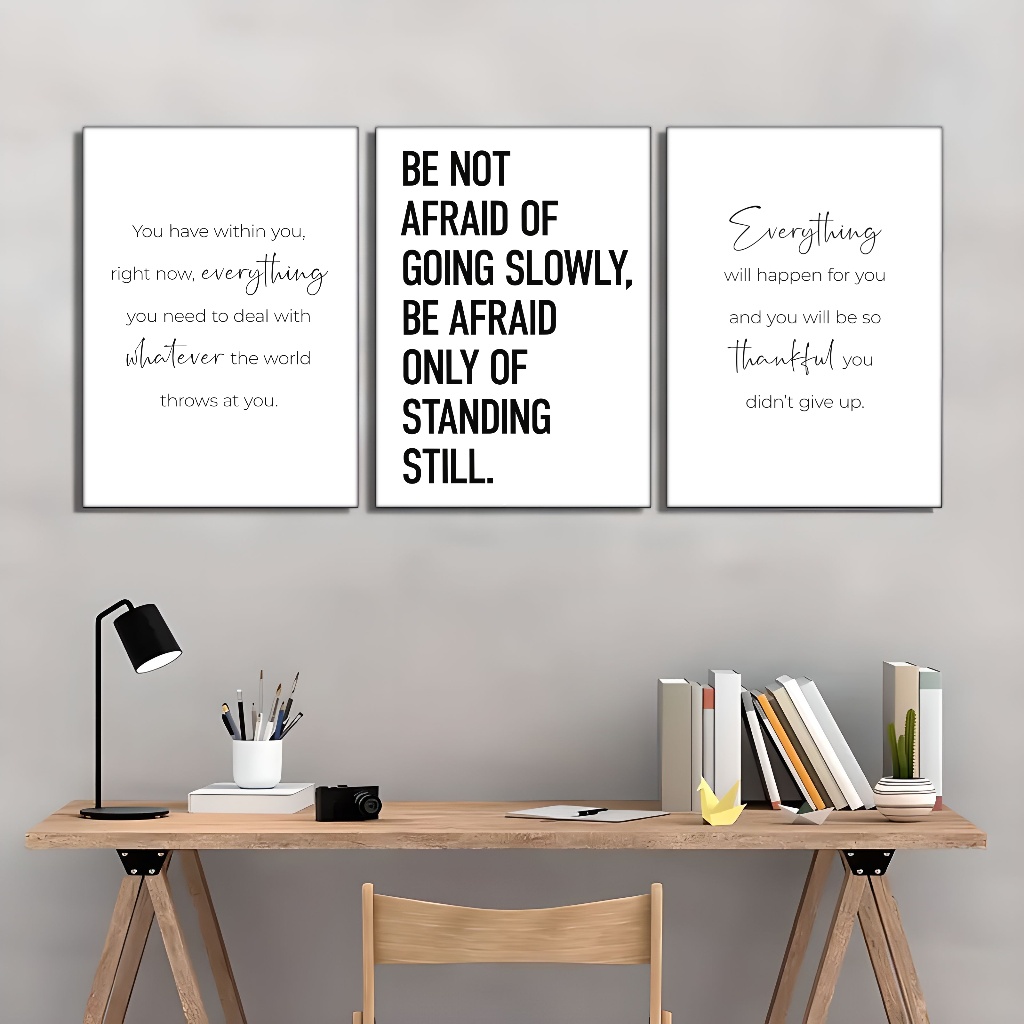 You have within you,
right now, everything
you need to deal with
whatever the world
throws at you.
BE NOT
AFRAID OF
GOING SLOWLY,
BE AFRAID
ONLY OF
STANDING
STILL.
Everything
will happen for you
and you will be so
thankful you
didn't give up.